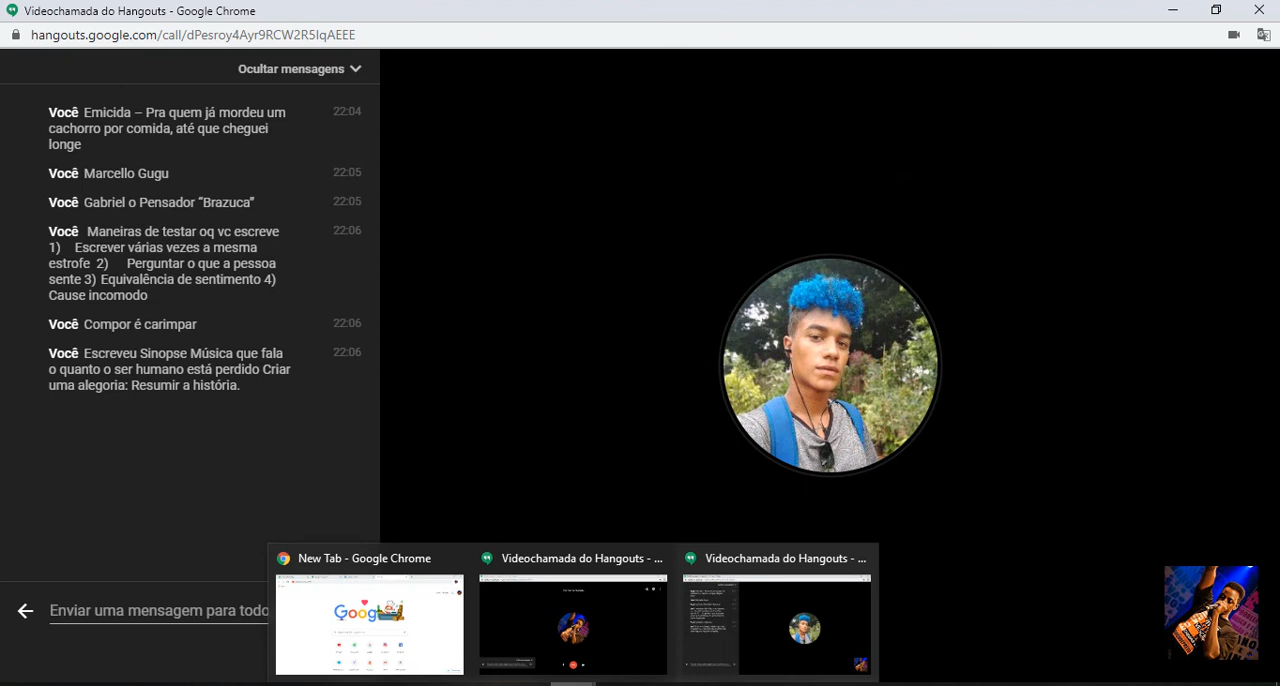 Videochamada do Hangouts - Google Chrome
hangouts.google.com/call/dPesroy4Ayr9RCW2R5IqAEEE
Ocultar mensagens
Você Emicida – Pra quem já mordeu um 22:04
cachorro por comida, até que cheguei
longe
Você Marcello Gugu 22:05
Você Gabriel o Pensador “Brazuca” 22:05
Você Maneiras de testar oq vc escreve 22:06
1) Escrever várias vezes a mesma
estrofe 2) Perguntar o que a pessoa
sente 3) Equivalência de sentimento 4)
Cause incomodo
Você Compor é carimpar 22:06
Você Escreveu Sinopse Música que fala 22:06
o quanto o ser humano está perdido Criar
uma alegoria: Resumir a história.
New Tab - Google Chrome
Videochamada do Hangouts - ...
Videochamada do Hangouts - ...
Enviar uma mensagem para todo